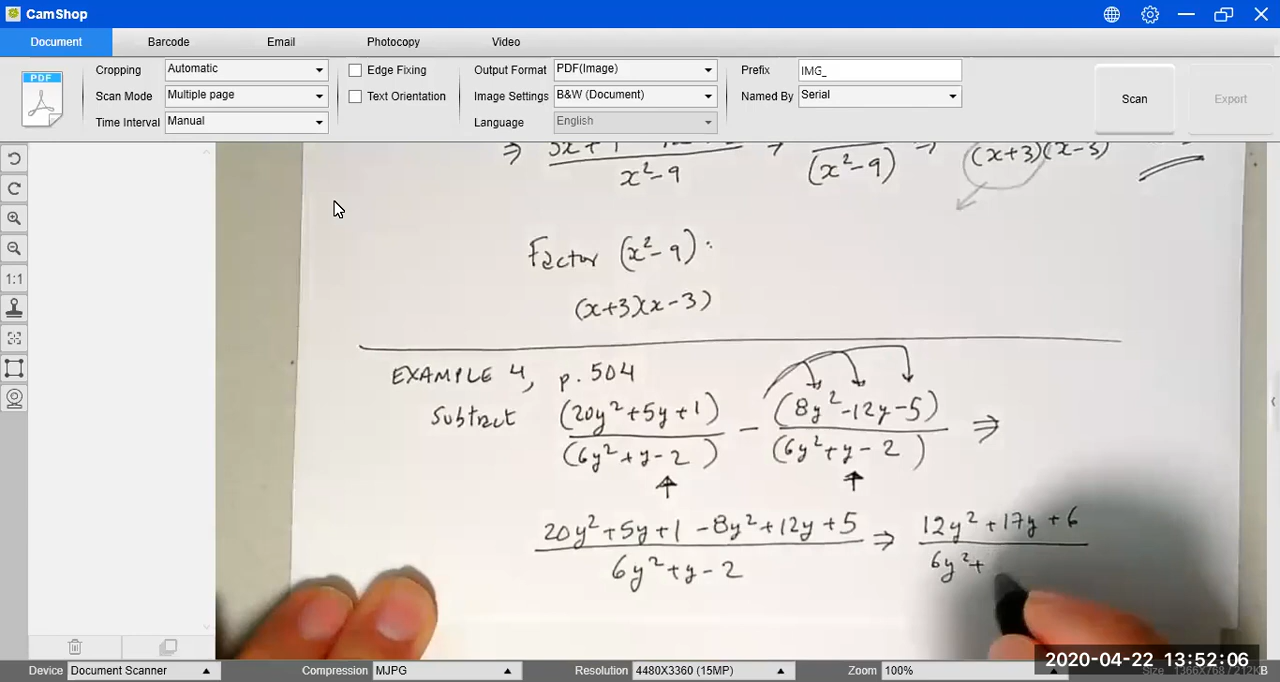 CamShop
Document Barcode Email Photocopy Video
PDF
Cropping Automatic Edge Fixing Output Format PDF(Image) Prefix IMG_
Scan Mode Multiple page Text Orientation Image Settings B&W (Document) Named By Serial
Time Interval Manual Language English
Scan Export
1:1
⇒ 3x+1 ⇒ ⇒
x²-9 (x²-9) (x+3)(x-3)
Factor (x²-9):
(x+3)(x-3)
EXAMPLE 4, p. 504
Subtract (20y²+5y+1) - (8y²-12y-5) ⇒
(6y²+y-2) (6y²+y-2)
20y²+5y+1-8y²+12y+5 ⇒ 12y²+17y+6
6y²+y-2 6y²+
2020-04-22 13:52:06
Device Document Scanner Compression MJPG Resolution 4480X3360 (15MP) Zoom 100% Size